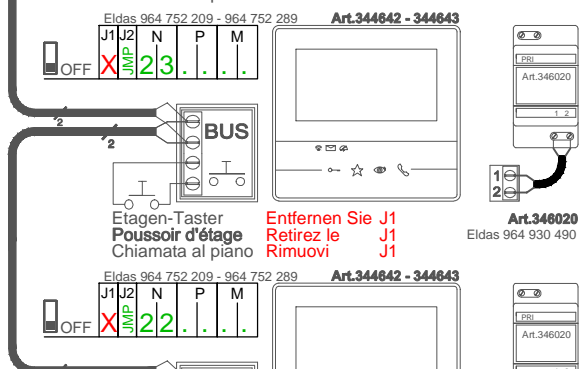 Eldas 964 752 209 - 964 752 289 Art.344642 - 344643
J1 J2 N P M
OFF X JMP 2 3 . . . .
PRI
Art.346020
1 2
2
2
BUS
1
2
Etagen-Taster Entfernen Sie J1
Poussoir d'étage Retirez le J1
Chiamata al piano Rimuovi J1
Art.346020
Eldas 964 930 490
Eldas 964 752 209 - 964 752 289 Art.344642 - 344643
J1 J2 N P M
OFF X JMP 2 2 . . . .
PRI
Art.346020